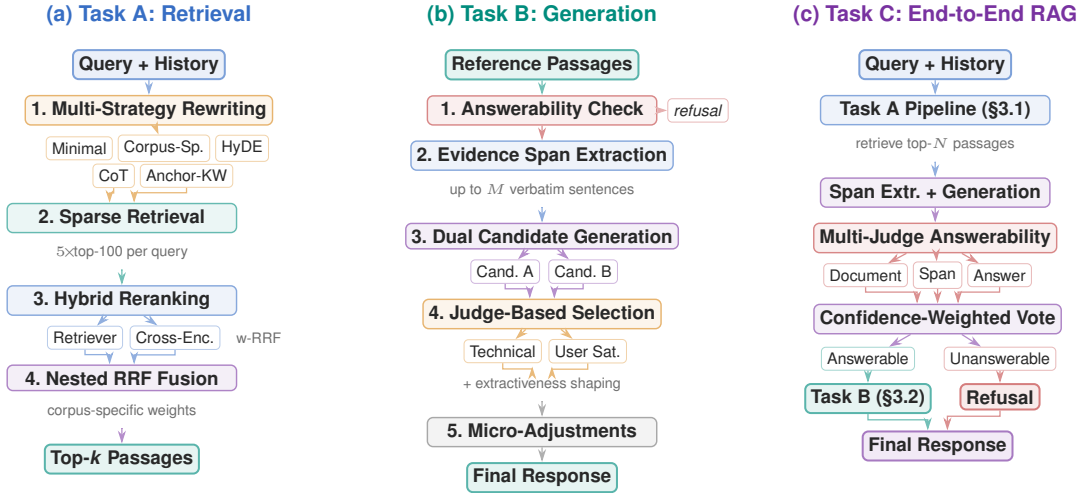 (a) Task A: Retrieval
Query + History
1. Multi-Strategy Rewriting
Minimal
Corpus-Sp.
HyDE
CoT
Anchor-KW
2. Sparse Retrieval
5×top-100 per query
3. Hybrid Reranking
Retriever
Cross-Enc.
w-RRF
4. Nested RRF Fusion
corpus-specific weights
Top-k Passages
(b) Task B: Generation
Reference Passages
1. Answerability Check
refusal
2. Evidence Span Extraction
up to M verbatim sentences
3. Dual Candidate Generation
Cand. A
Cand. B
4. Judge-Based Selection
Technical
User Sat.
+ extractiveness shaping
5. Micro-Adjustments
Final Response
(c) Task C: End-to-End RAG
Query + History
Task A Pipeline (§3.1)
retrieve top-N passages
Span Extr. + Generation
Multi-Judge Answerability
Document
Span
Answer
Confidence-Weighted Vote
Answerable
Unanswerable
Task B (§3.2)
Refusal
Final Response